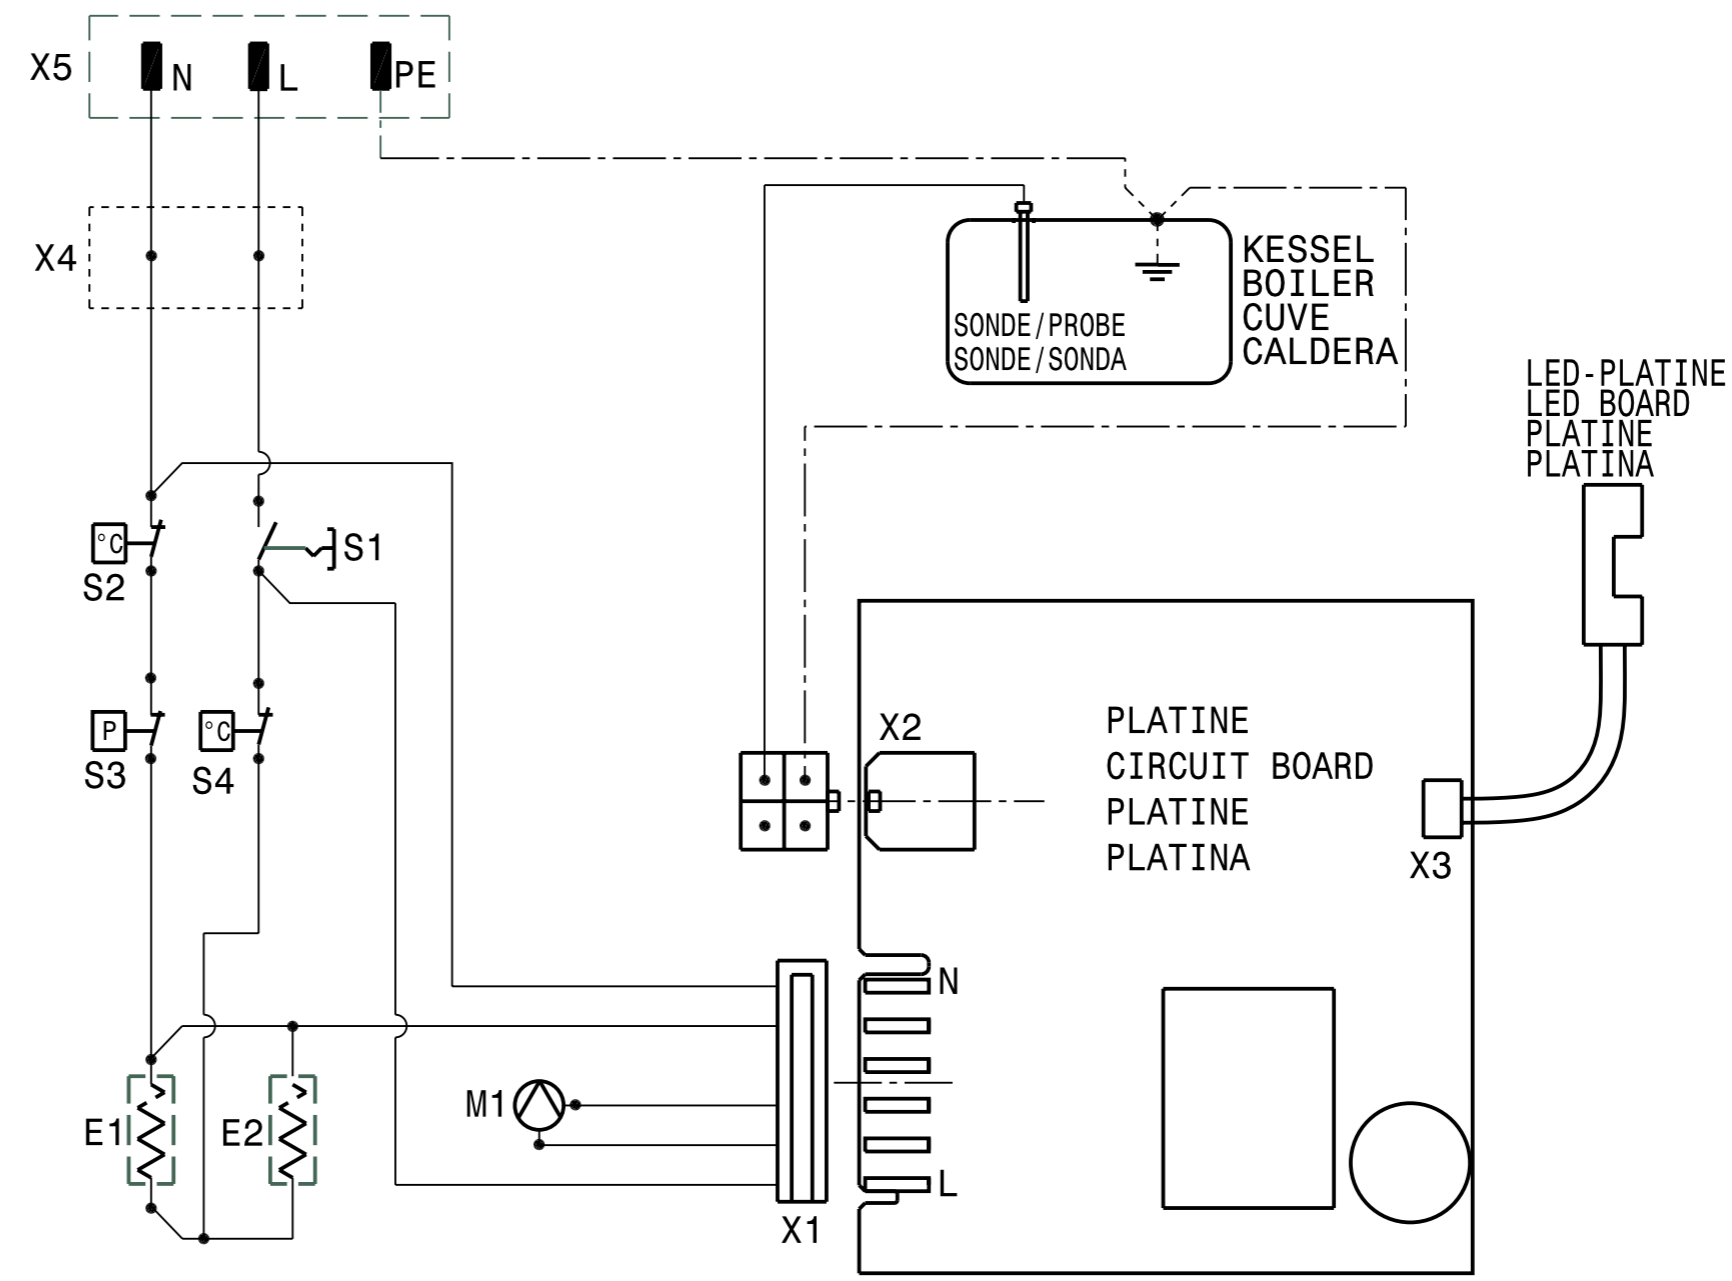 X5
N
L
PE
X4
KESSEL
BOILER
CUVE
CALDERA
SONDE/PROBE
SONDE/SONDA
LED-PLATINE
LED BOARD
PLATINE
PLATINA
°C
S2
S1
P
S3
°C
S4
X2
PLATINE
CIRCUIT BOARD
PLATINE
PLATINA
X3
N
M1
E1
E2
L
X1